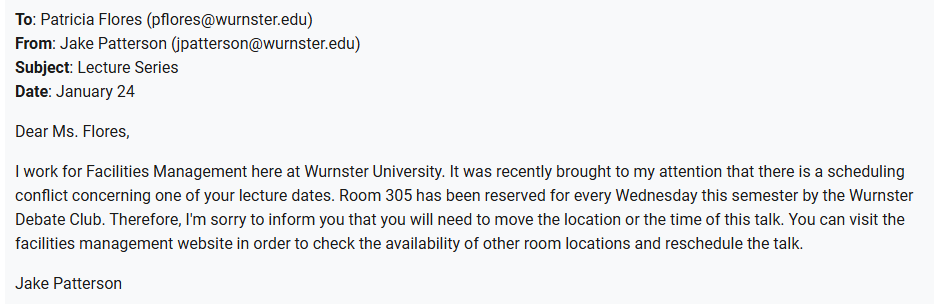 To: Patricia Flores (pflores@wurnster.edu)
From: Jake Patterson (jpatterson@wurnster.edu)
Subject: Lecture Series
Date: January 24
Dear Ms. Flores,
I work for Facilities Management here at Wurnster University. It was recently brought to my attention that there is a scheduling
conflict concerning one of your lecture dates. Room 305 has been reserved for every Wednesday this semester by the Wurnster
Debate Club. Therefore, I'm sorry to inform you that you will need to move the location or the time of this talk. You can visit the
facilities management website in order to check the availability of other room locations and reschedule the talk.
Jake Patterson